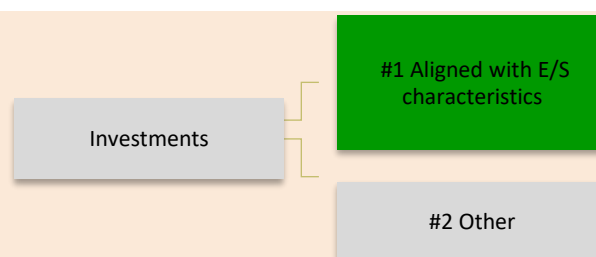 #1 Aligned with E/S
characteristics
Investments
#2 Other